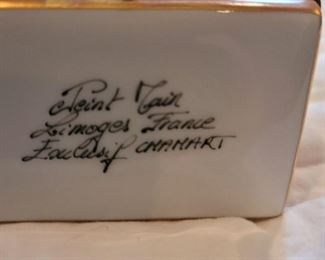 Peint Main
Limoges France
Exclusif CHAMART